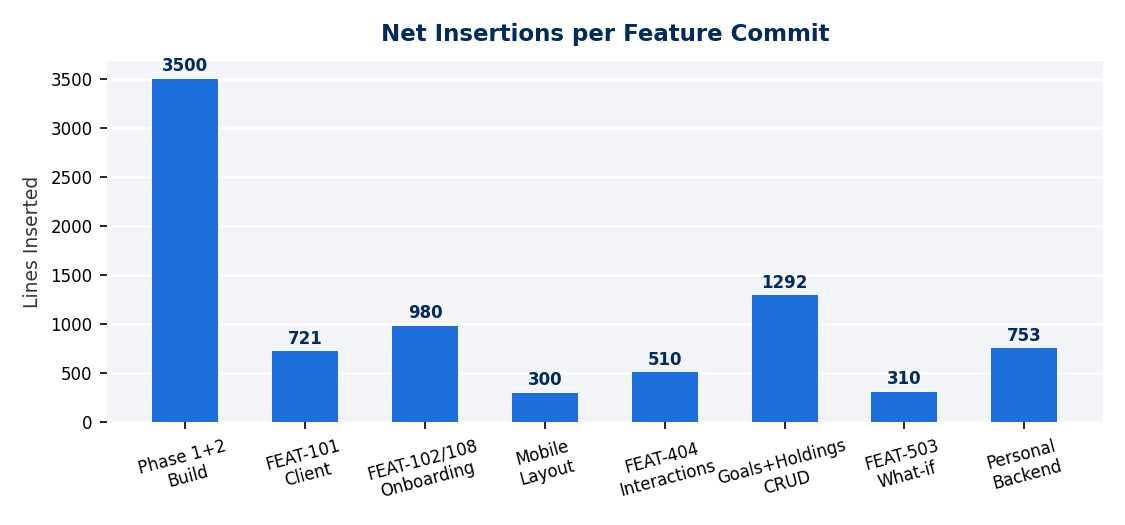 Net Insertions per Feature Commit
Lines Inserted
3500
3000
2500
2000
1500
1000
500
0
3500
721
980
300
510
1292
310
753
Phase 1+2
Build
FEAT-101
Client
FEAT-102/108
Onboarding
Mobile
Layout
FEAT-404
Interactions
Goals+Holdings
CRUD
FEAT-503
What-if
Personal
Backend